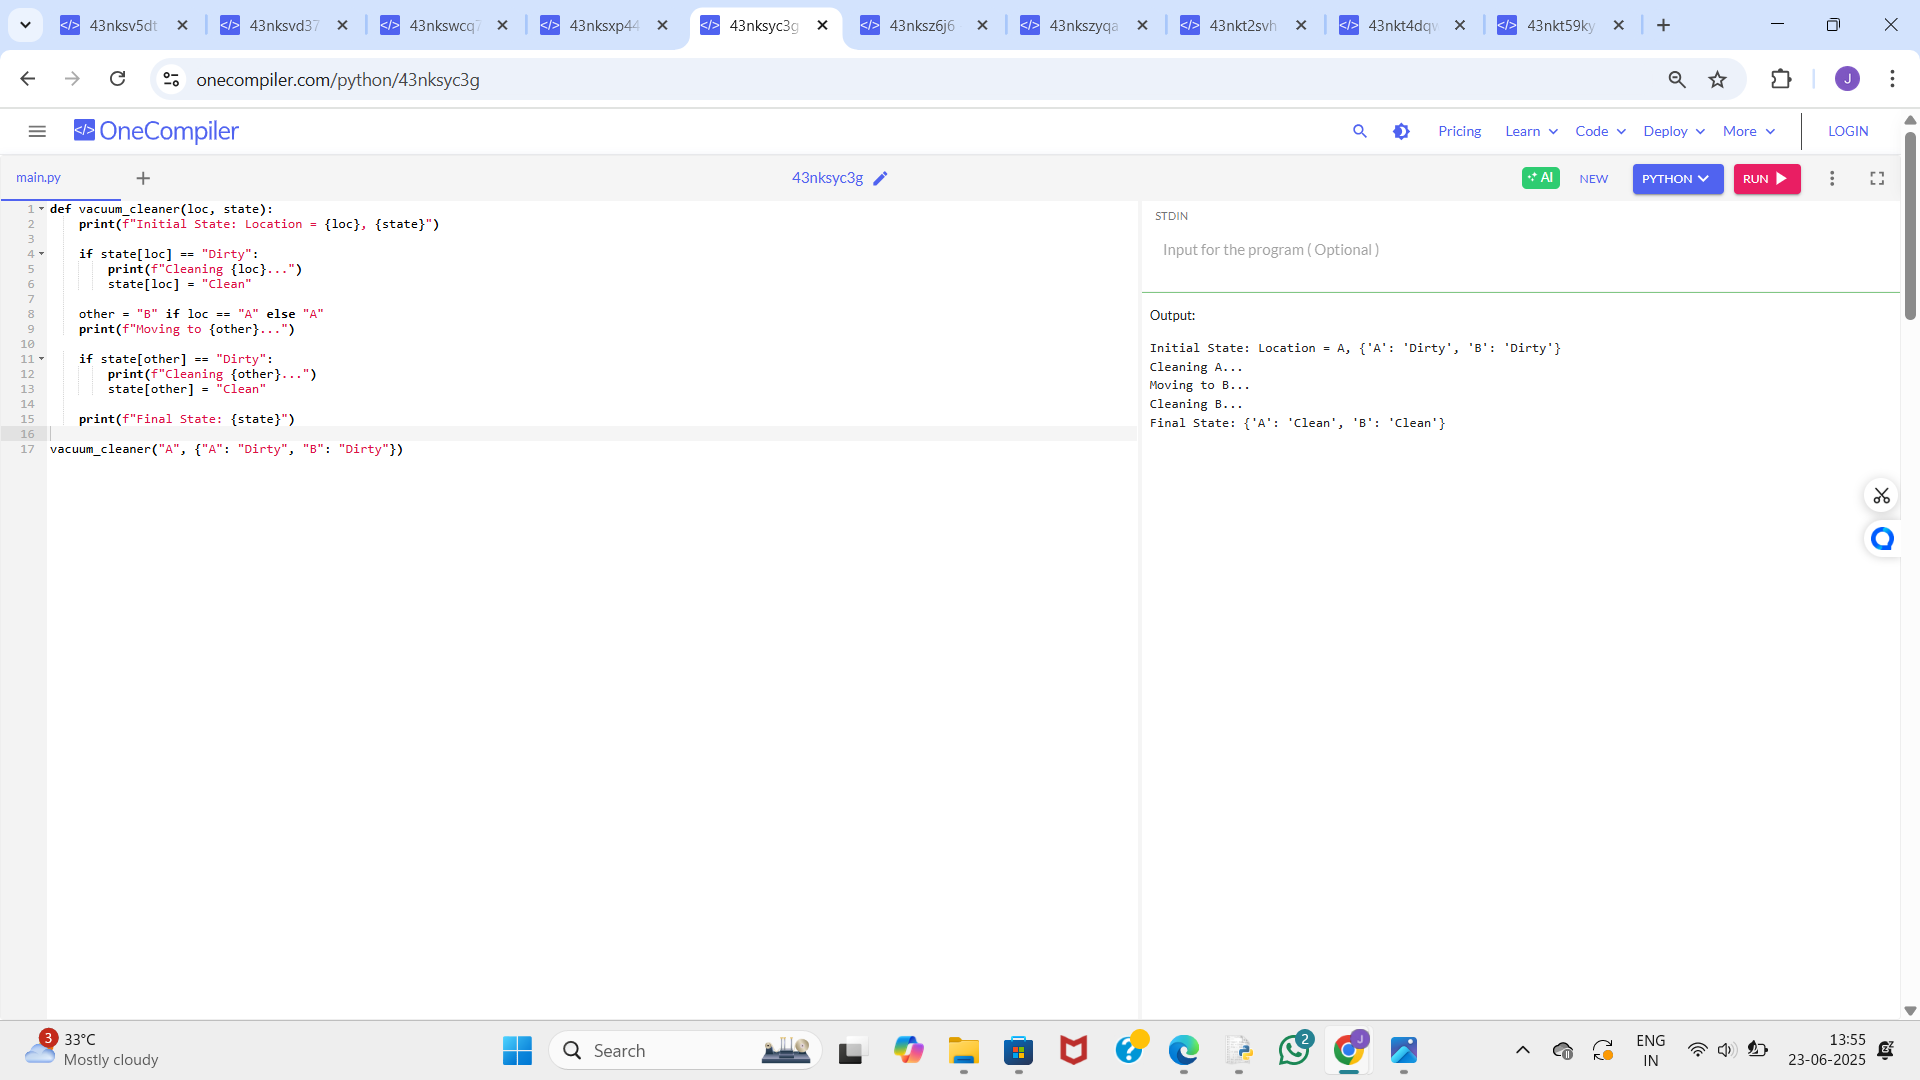 43nksv5dt
43nksvd37
43nkswcq7
43nksxp44
43nksyc3g
43nksz6j6
43nkszyqa
43nkt2svh
43nkt4dqw
43nkt59ky
onecompiler.com/python/43nksyc3g
J
</> OneCompiler
Pricing
Learn
Code
Deploy
More
LOGIN
main.py
43nksyc3g
AI
NEW
PYTHON
RUN
1 def vacuum_cleaner(loc, state):
2     print(f"Initial State: Location = {loc}, {state}")
3
4     if state[loc] == "Dirty":
5         print(f"Cleaning {loc}...")
6         state[loc] = "Clean"
7
8     other = "B" if loc == "A" else "A"
9     print(f"Moving to {other}...")
10
11     if state[other] == "Dirty":
12         print(f"Cleaning {other}...")
13         state[other] = "Clean"
14
15     print(f"Final State: {state}")
16
17 vacuum_cleaner("A", {"A": "Dirty", "B": "Dirty"})
STDIN
Input for the program ( Optional )
Output:
Initial State: Location = A, {'A': 'Dirty', 'B': 'Dirty'}
Cleaning A...
Moving to B...
Cleaning B...
Final State: {'A': 'Clean', 'B': 'Clean'}
3
33°C
Mostly cloudy
Search
2
J
ENG
IN
13:55
23-06-2025